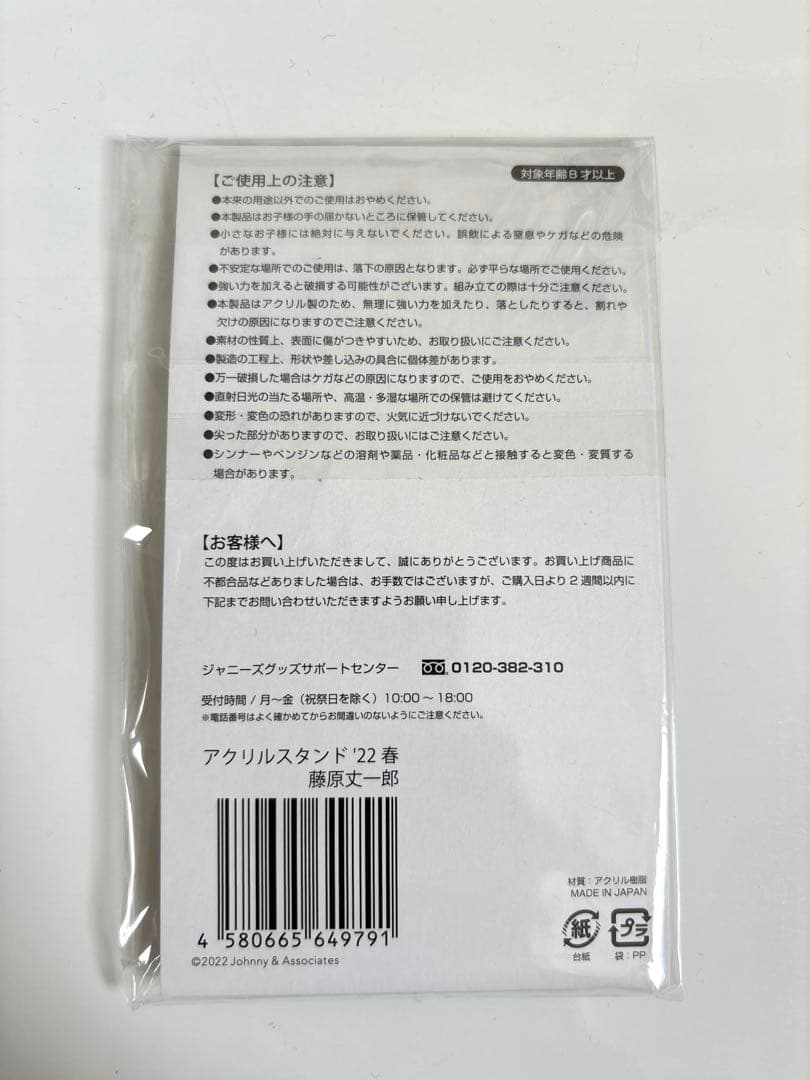 【ご使用上の注意】
対象年齢8才以上
●本来の用途以外でのご使用はおやめください。
●本製品はお子様の手の届かないところに保管してください。
●小さなお子様には絶対に与えないでください。誤飲による窒息やケガなどの危険
があります。
●不安定な場所でのご使用は、落下の原因となります。必ず平らな場所でご使用ください。
●強い力を加えると破損する可能性がございます。組み立ての際は十分ご注意ください。
●本製品はアクリル製のため、無理に強い力を加えたり、落としたりすると、割れや
欠けの原因になりますのでご注意ください。
●素材の性質上、表面に傷がつきやすいため、お取り扱いにご注意ください。
●製造の工程上、形状や差し込みの具合に個体差があります。
●万一破損した場合はケガなどの原因になりますので、ご使用をおやめください。
●直射日光の当たる場所や、高温・多湿な場所での保管は避けてください。
●変形・変色の恐れがありますので、火気に近づけないでください。
●尖った部分がありますので、お取り扱いにはご注意ください。
●シンナーやベンジンなどの溶剤や薬品・化粧品などと接触すると変色・変質する
場合があります。
【お客様へ】
この度はお買い上げいただきまして、誠にありがとうございます。お買い上げ商品に
不都合品などありました場合は、お手数ではございますが、ご購入日より2週間以内に
下記までお問い合わせいただきますようお願い申し上げます。
ジャニーズグッズサポートセンター 0120-382-310
受付時間 / 月～金（祝祭日を除く）10:00～18:00
※電話番号はよく確かめてからお間違いのないようにご注意ください。
アクリルスタンド '22 春
藤原丈一郎
4 580665 649791
©2022 Johnny & Associates
材質：アクリル樹脂
MADE IN JAPAN
紙 プラ
台紙 袋：PP